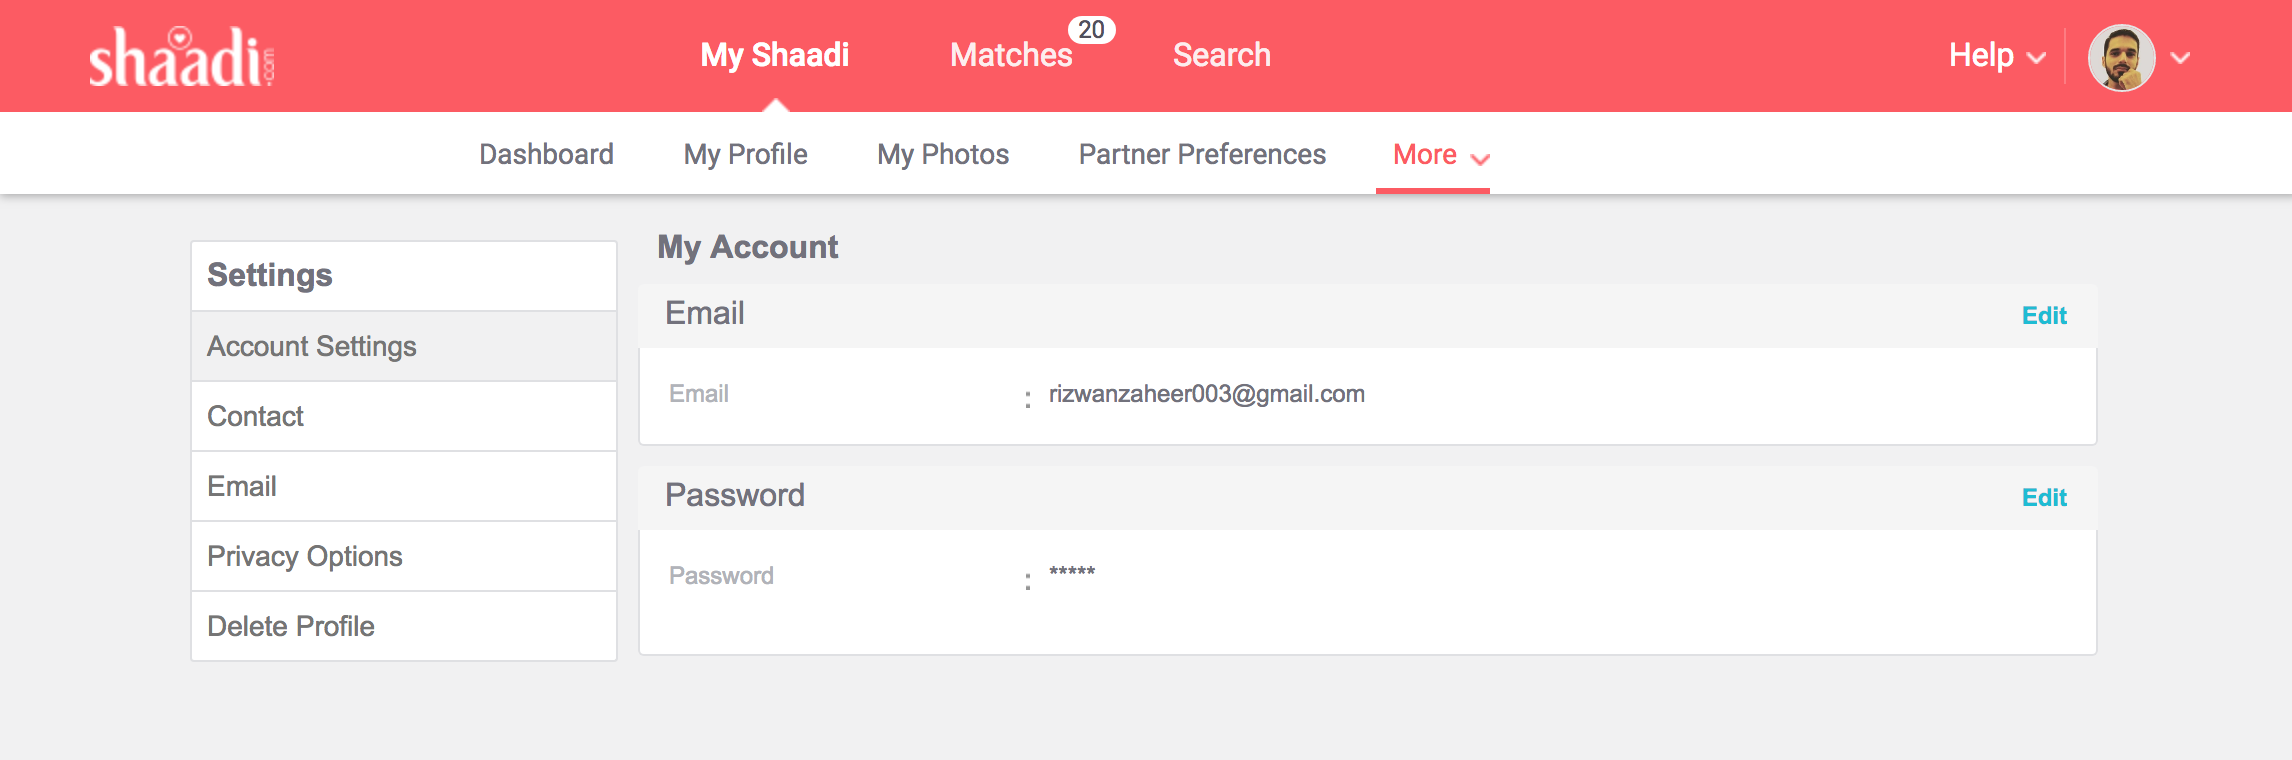 shaadi.com
My Shaadi Matches 20 Search Help
Dashboard My Profile My Photos Partner Preferences More
Settings
Account Settings
Contact
Email
Privacy Options
Delete Profile
My Account
Email Edit
Email : rizwanzaheer003@gmail.com
Password Edit
Password : *****